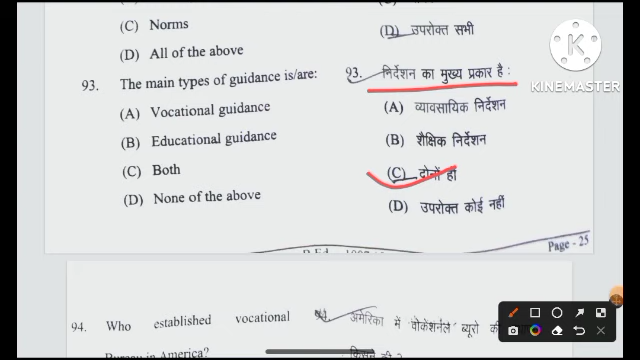 (C) Norms
(D) All of the above
(D) उपरोक्त सभी
93. The main types of guidance is/are:
(A) Vocational guidance
(B) Educational guidance
(C) Both
(D) None of the above
93. निर्देशन का मुख्य प्रकार है :
(A) व्यावसायिक निर्देशन
(B) शैक्षिक निर्देशन
(C) दोनों ही
(D) उपरोक्त कोई नहीं
Page - 25
94. Who established vocational
Bureau in America?
अमेरिका में वोकेशनल ब्यूरो की
किसने की ?
K
KINEMASTER